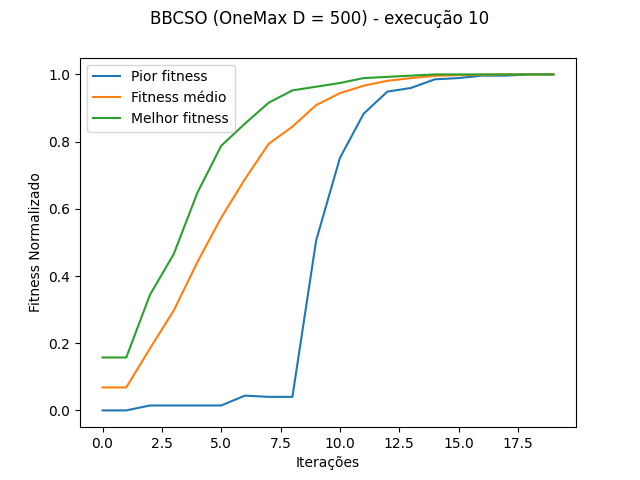 BBCSO (OneMax D = 500) - execução 10
Pior fitness
Fitness médio
Melhor fitness
Fitness Normalizado
1.0
0.8
0.6
0.4
0.2
0.0
0.0 2.5 5.0 7.5 10.0 12.5 15.0 17.5
Iterações